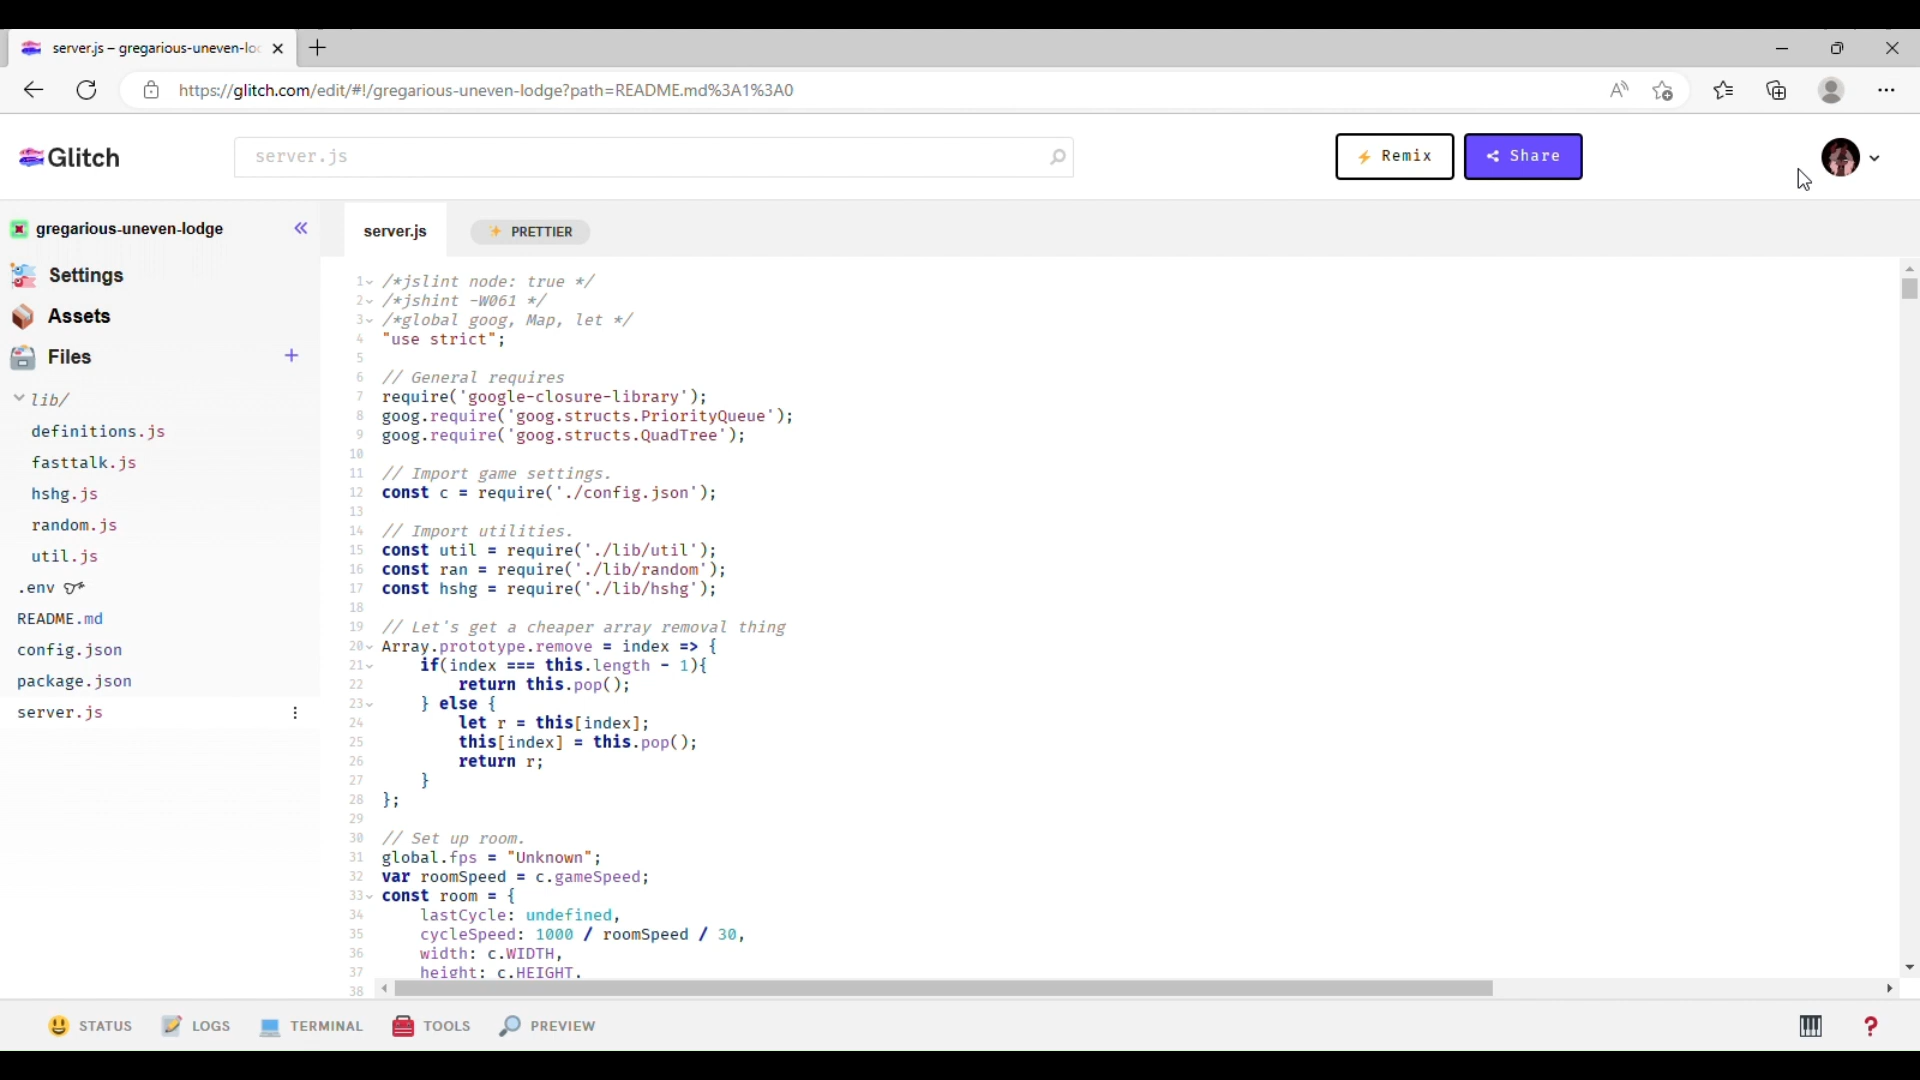 server.js – gregarious-uneven-lo
https://glitch.com/edit/#!/gregarious-uneven-lodge?path=README.md%3A1%3A0
Glitch
server.js
Remix
Share
gregarious-uneven-lodge
Settings
Assets
Files
lib/
definitions.js
fasttalk.js
hshg.js
random.js
util.js
.env
README.md
config.json
package.json
server.js
server.js
PRETTIER
1 /*jslint node: true */
2 /*jshint -W061 */
3 /*global goog, Map, let */
4 "use strict";
5
6 // General requires
7 require('google-closure-library');
8 goog.require('goog.structs.PriorityQueue');
9 goog.require('goog.structs.QuadTree');
10
11 // Import game settings.
12 const c = require('./config.json');
13
14 // Import utilities.
15 const util = require('./lib/util');
16 const ran = require('./lib/random');
17 const hshg = require('./lib/hshg');
18
19 // Let's get a cheaper array removal thing
20 Array.prototype.remove = index => {
21 if(index === this.length - 1){
22 return this.pop();
23 } else {
24 let r = this[index];
25 this[index] = this.pop();
26 return r;
27 }
28 };
29
30 // Set up room.
31 global.fps = "Unknown";
32 var roomSpeed = c.gameSpeed;
33 const room = {
34 lastCycle: undefined,
35 cycleSpeed: 1000 / roomSpeed / 30,
36 width: c.WIDTH,
37 height: c.HEIGHT,
38
STATUS
LOGS
TERMINAL
TOOLS
PREVIEW
?